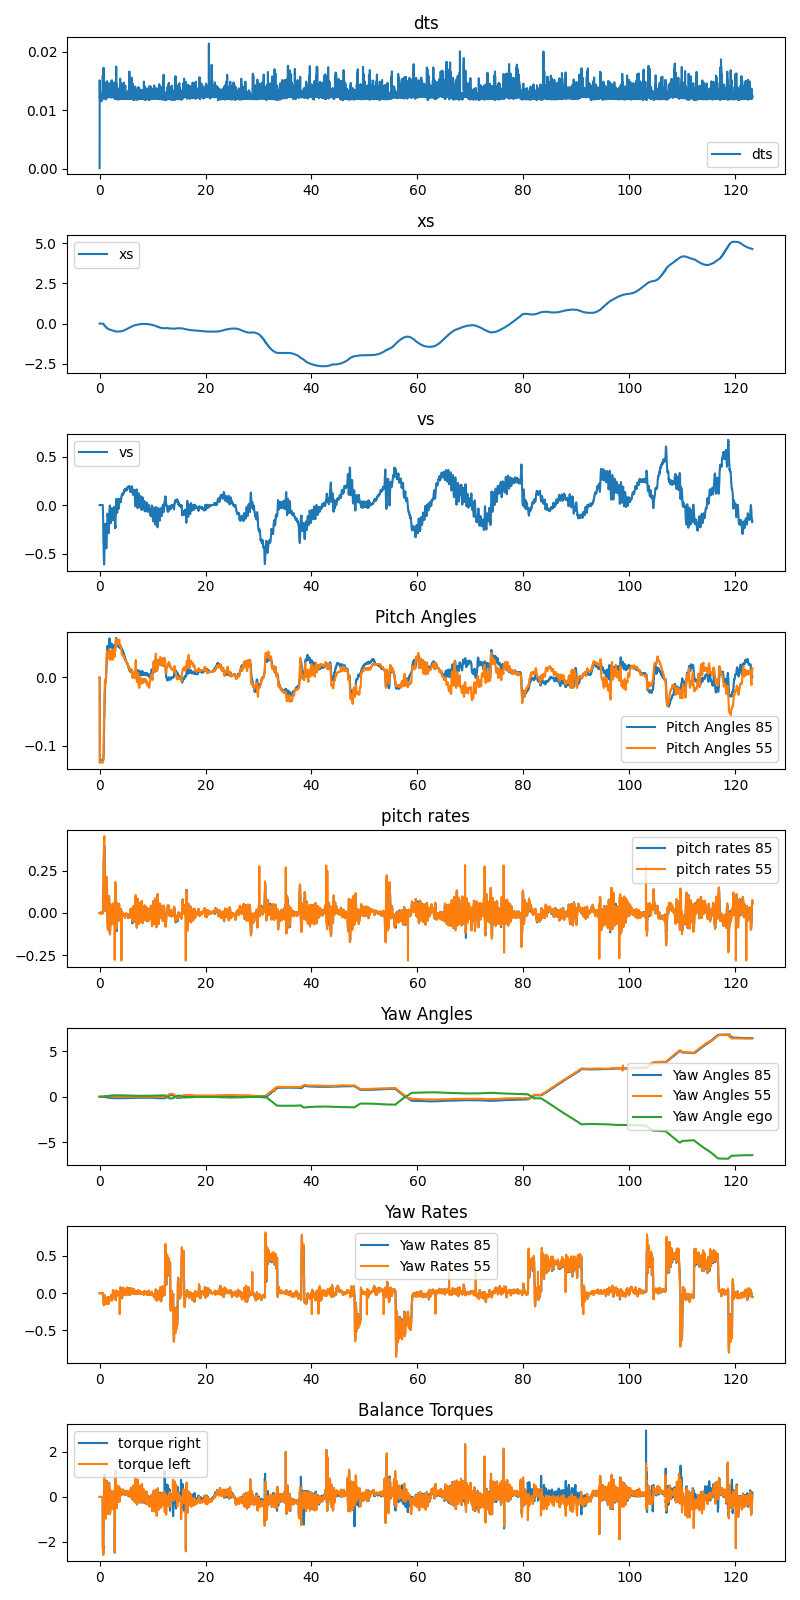 dts
0.02
0.01
0.00
dts
0 20 40 60 80 100 120
xs
5.0
2.5
0.0
−2.5
xs
0 20 40 60 80 100 120
vs
0.5
0.0
−0.5
vs
0 20 40 60 80 100 120
Pitch Angles
0.0
−0.1
Pitch Angles 85
Pitch Angles 55
0 20 40 60 80 100 120
pitch rates
0.25
0.00
−0.25
pitch rates 85
pitch rates 55
0 20 40 60 80 100 120
Yaw Angles
5
0
−5
Yaw Angles 85
Yaw Angles 55
Yaw Angle ego
0 20 40 60 80 100 120
Yaw Rates
0.5
0.0
−0.5
Yaw Rates 85
Yaw Rates 55
0 20 40 60 80 100 120
Balance Torques
2
0
−2
torque right
torque left
0 20 40 60 80 100 120